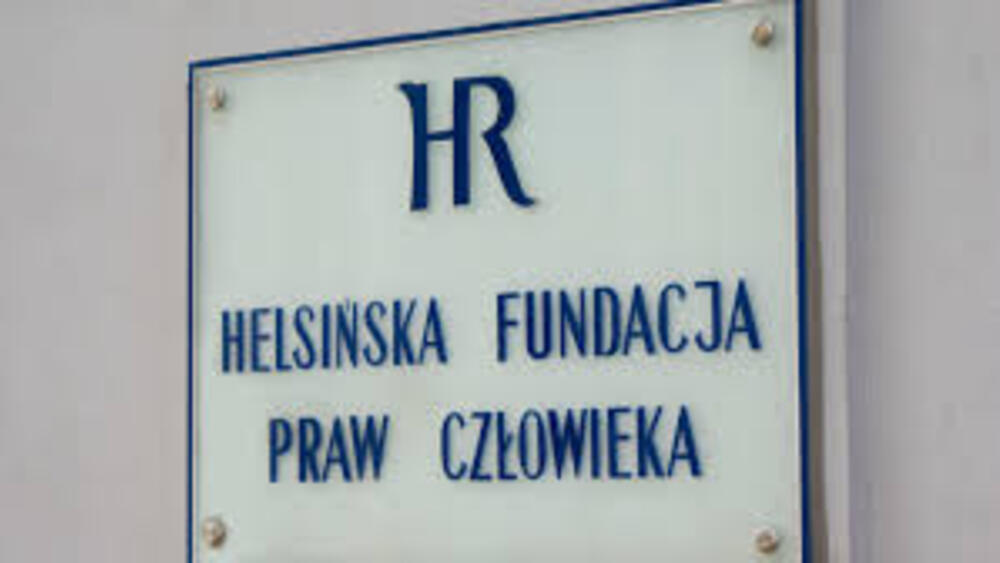 HR
HELSIŃSKA FUNDACJA
PRAW CZŁOWIEKA